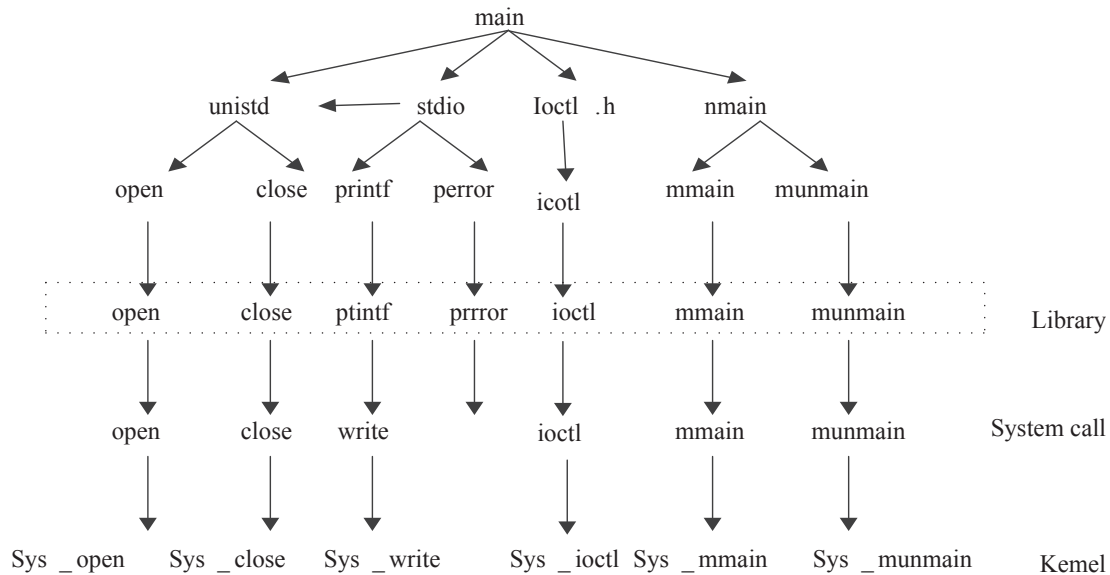 main
unistd stdio Ioctl .h nmain
open close printf perror icotl mmain munmain
open close ptintf prrror ioctl mmain munmain Library
open close write ioctl mmain munmain System call
Sys _open Sys _close Sys _write Sys _ioctl Sys _mmain Sys _munmain Kemel